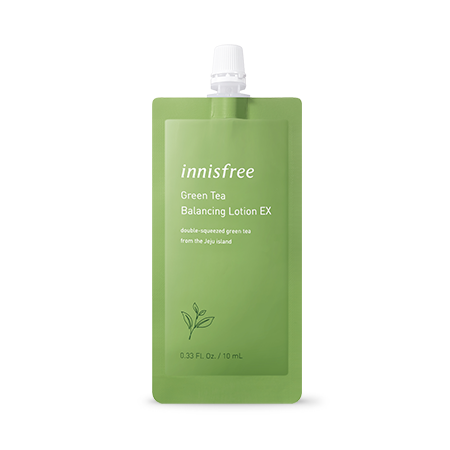 innisfree
Green Tea
Balancing Lotion EX
double-squeezed green tea
from the Jeju island
0.33 Fl. Oz. / 10 mL